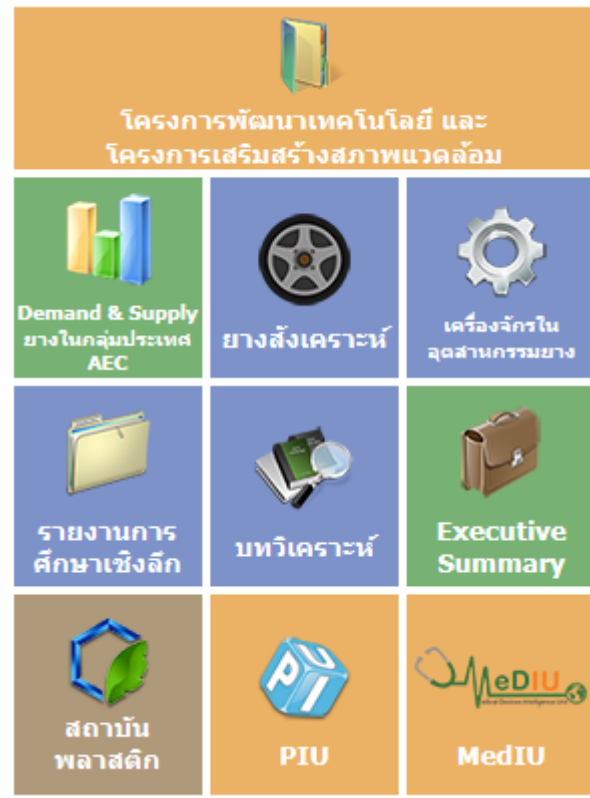 โครงการพัฒนาเทคโนโลยี และ
โครงการเสริมสร้างสภาพแวดล้อม
Demand & Supply
ยางในกลุ่มประเทศ
AEC
ยางสังเคราะห์
เครื่องจักรใน
อุตสาหกรรมยาง
รายงานการ
ศึกษาเชิงลึก
บทวิเคราะห์
Executive
Summary
สถาบัน
พลาสติก
PIU
PIU
MeDIU
Medical Devices Intelligence Unit
MedIU